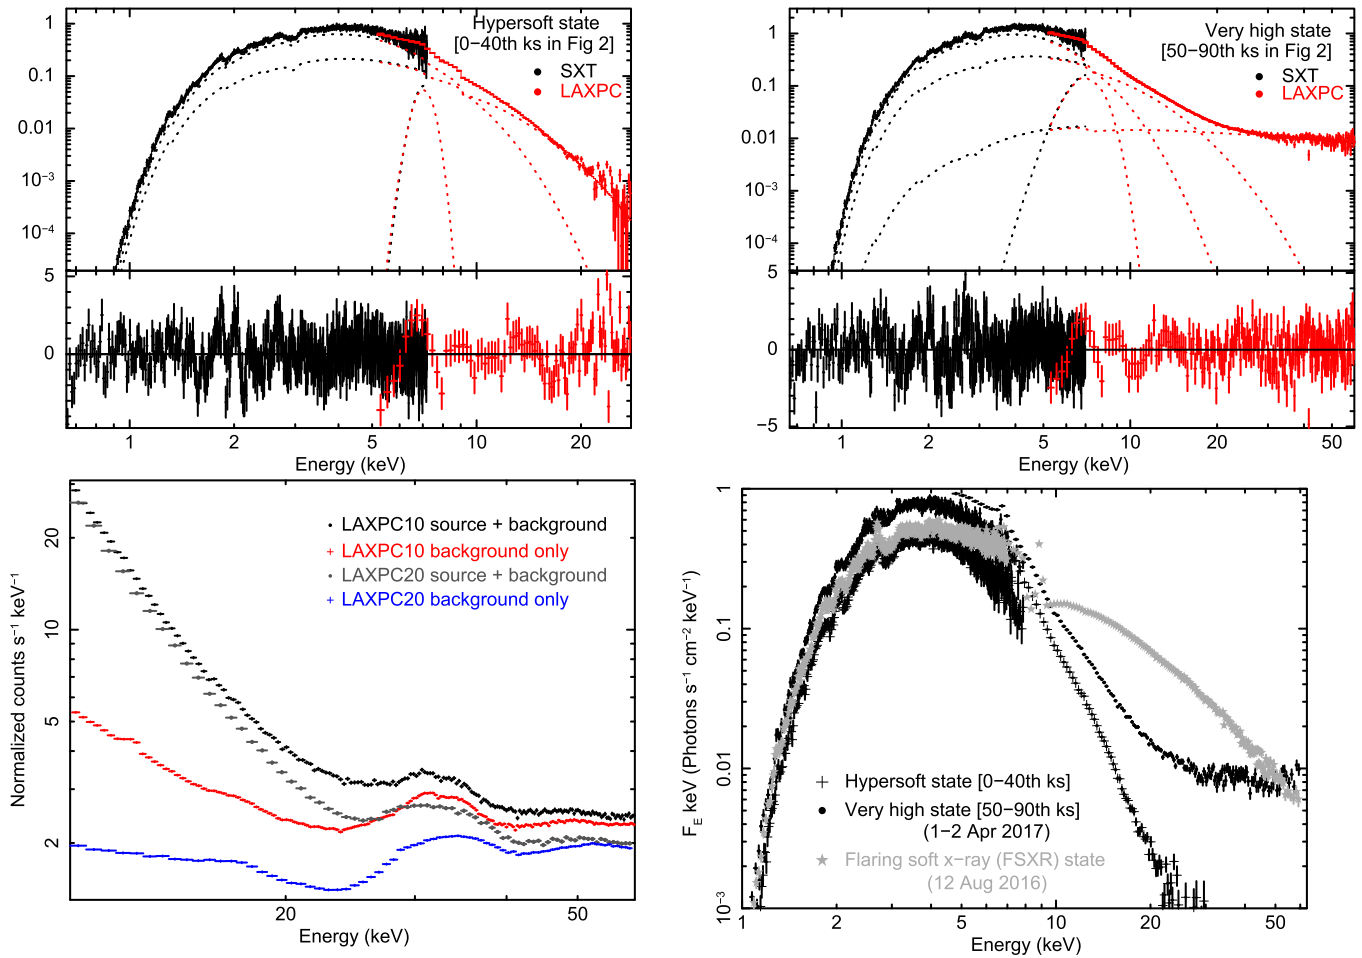 Hypersoft state
[0−40th ks in Fig 2]
SXT
LAXPC
1
0.1
0.01
10−3
10−4
5
0
1 2 5 10 20
Energy (keV)
Very high state
[50−90th ks in Fig 2]
SXT
LAXPC
1
0.1
0.01
10−3
10−4
5
0
−5
1 2 5 10 20 50
Energy (keV)
LAXPC10 source + background
LAXPC10 background only
LAXPC20 source + background
LAXPC20 background only
Normalized counts s−1 keV−1
20
10
5
2
20 50
Energy (keV)
FE keV (Photons s−1 cm−2 keV−1)
1
0.1
0.01
10−3
Hypersoft state [0−40th ks]
Very high state [50−90th ks]
(1−2 Apr 2017)
Flaring soft x−ray (FSXR) state
(12 Aug 2016)
1 2 5 10 20 50
Energy (keV)